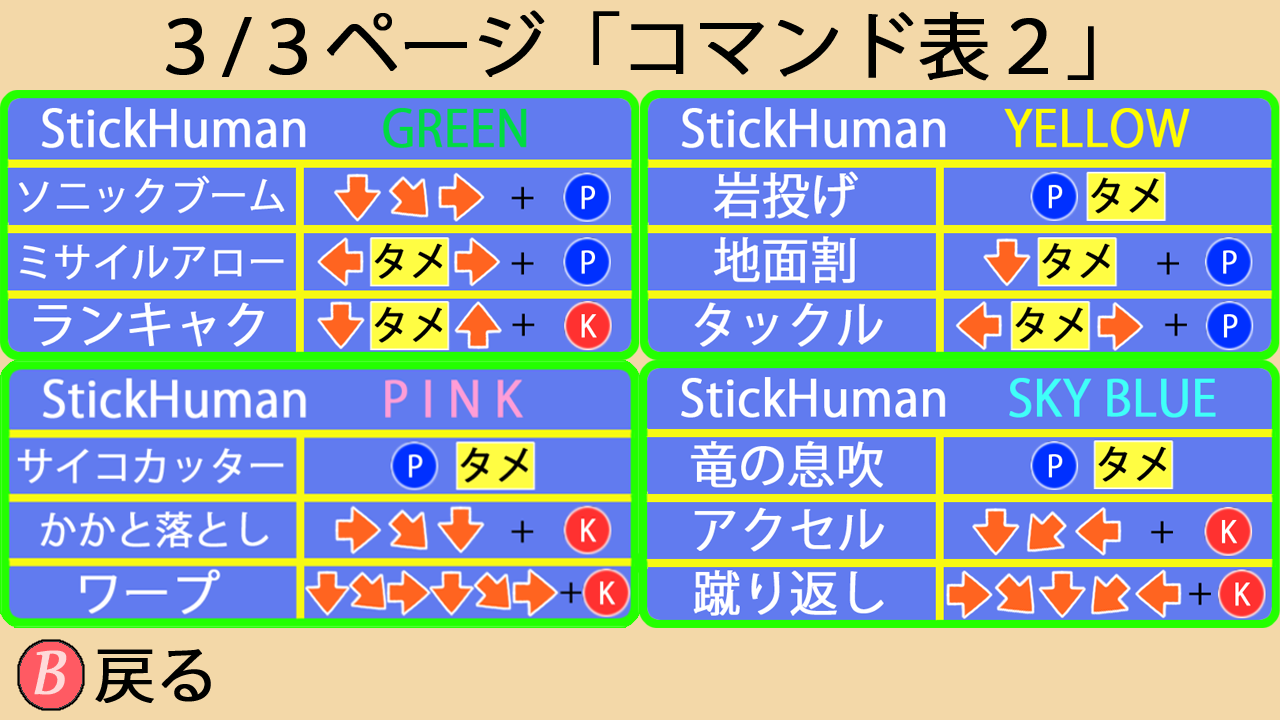 3/3ページ「コマンド表2」
StickHuman GREEN
ソニックブーム + P
ミサイルアロー タメ + P
ランキャク タメ + K
StickHuman YELLOW
岩投げ P タメ
地面割 タメ + P
タックル タメ + P
StickHuman PINK
サイコカッター P タメ
かかと落とし + K
ワープ + K
StickHuman SKY BLUE
竜の息吹 P タメ
アクセル + K
蹴り返し + K
B 戻る